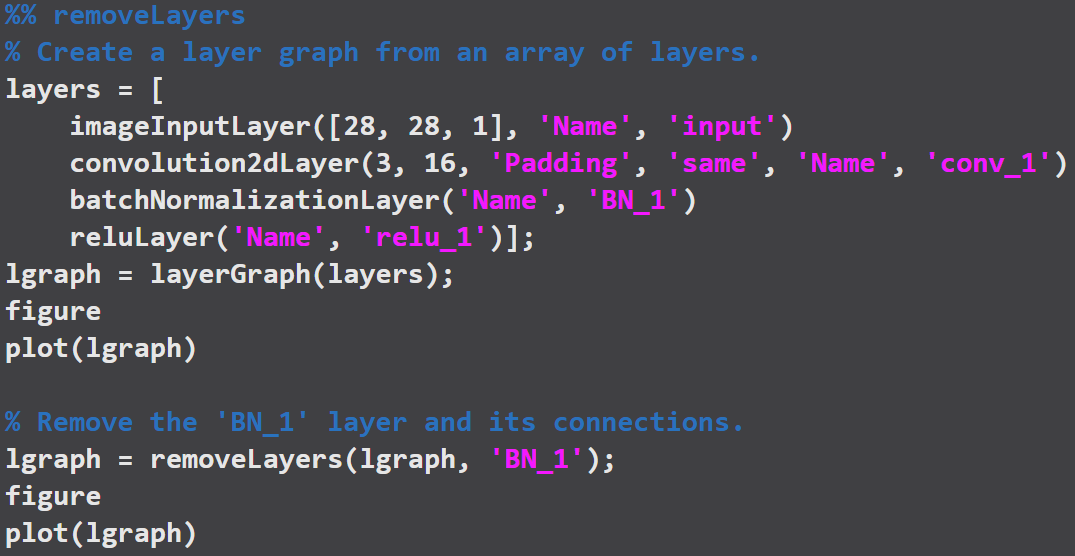 %% removeLayers
% Create a layer graph from an array of layers.
layers = [
    imageInputLayer([28, 28, 1], 'Name', 'input')
    convolution2dLayer(3, 16, 'Padding', 'same', 'Name', 'conv_1')
    batchNormalizationLayer('Name', 'BN_1')
    reluLayer('Name', 'relu_1')];
lgraph = layerGraph(layers);
figure
plot(lgraph)

% Remove the 'BN_1' layer and its connections.
lgraph = removeLayers(lgraph, 'BN_1');
figure
plot(lgraph)